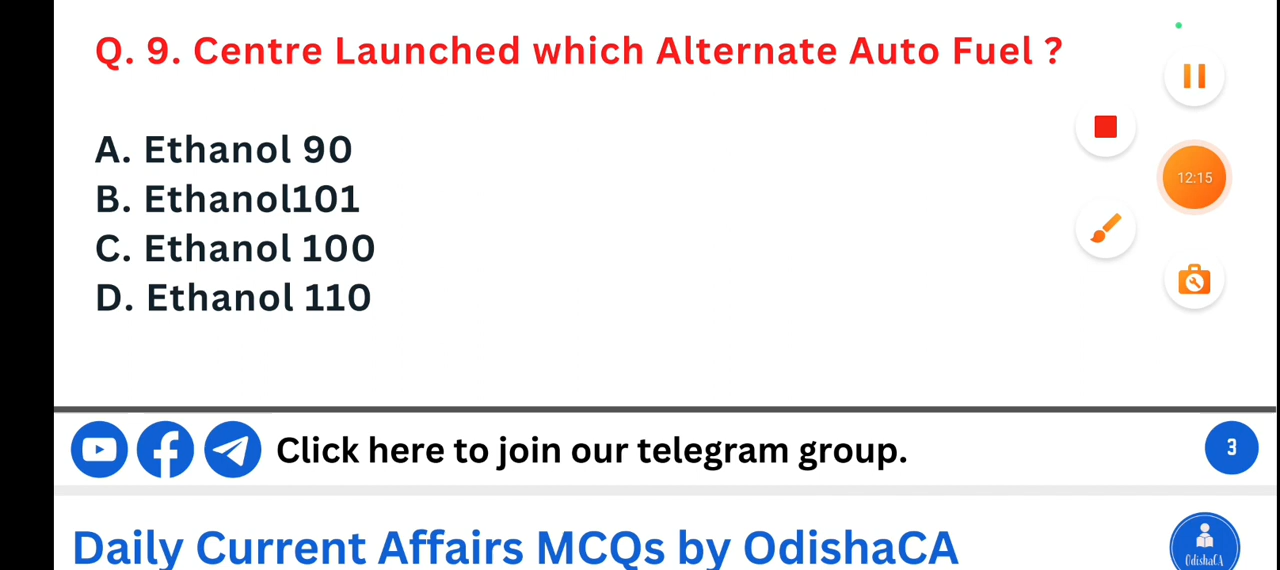 Q. 9. Centre Launched which Alternate Auto Fuel ?
A. Ethanol 90
B. Ethanol101
C. Ethanol 100
D. Ethanol 110
12:15
Click here to join our telegram group.
3
Daily Current Affairs MCQs by OdishaCA
OdishaCA